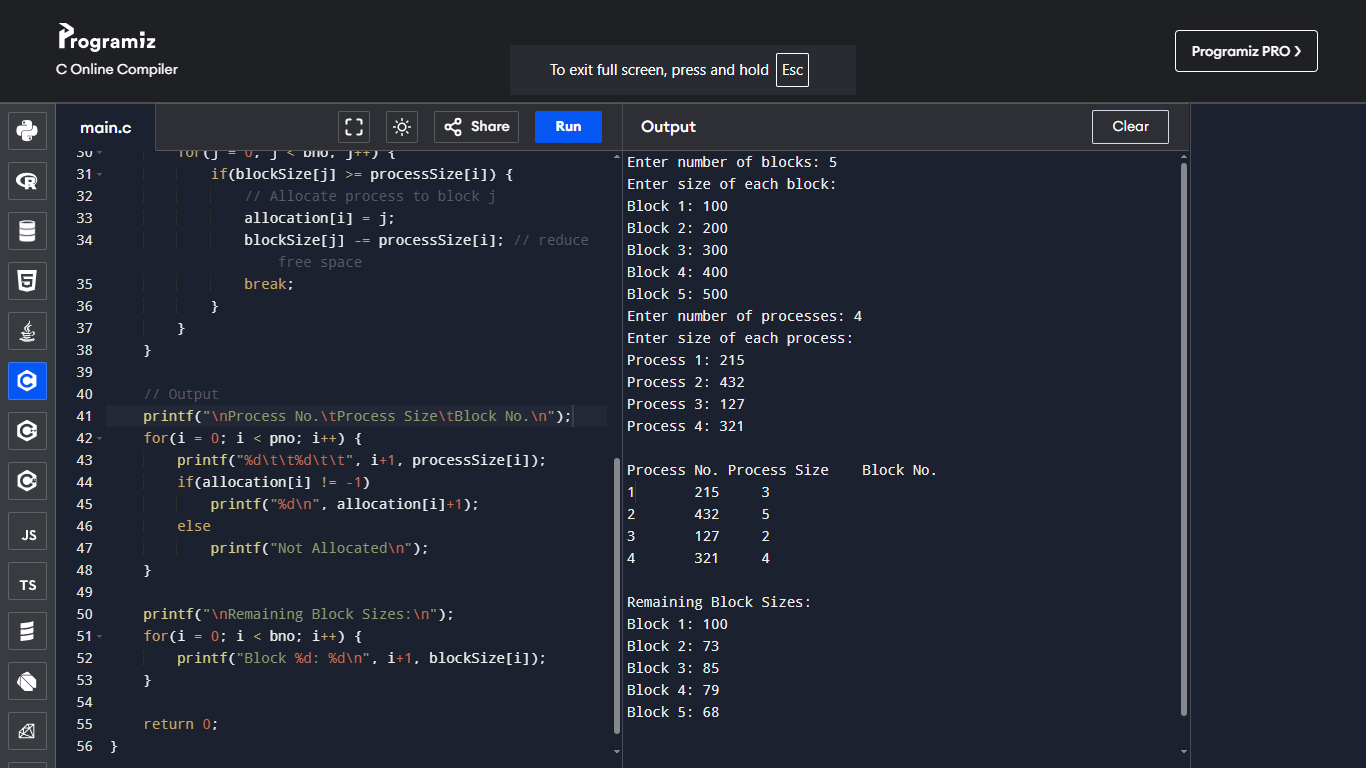 Programiz
C Online Compiler
To exit full screen, press and hold Esc
Programiz PRO >
main.c
Share
Run
Output
Clear
30 for(j = 0; j < bno; j++) {
31 if(blockSize[j] >= processSize[i]) {
32 // Allocate process to block j
33 allocation[i] = j;
34 blockSize[j] -= processSize[i]; // reduce
free space
35 break;
36 }
37 }
38 }
39
40 // Output
41 printf("\nProcess No.\tProcess Size\tBlock No.\n");
42 for(i = 0; i < pno; i++) {
43 printf("%d\t\t%d\t\t", i+1, processSize[i]);
44 if(allocation[i] != -1)
45 printf("%d\n", allocation[i]+1);
46 else
47 printf("Not Allocated\n");
48 }
49
50 printf("\nRemaining Block Sizes:\n");
51 for(i = 0; i < bno; i++) {
52 printf("Block %d: %d\n", i+1, blockSize[i]);
53 }
54
55 return 0;
56 }
Enter number of blocks: 5
Enter size of each block:
Block 1: 100
Block 2: 200
Block 3: 300
Block 4: 400
Block 5: 500
Enter number of processes: 4
Enter size of each process:
Process 1: 215
Process 2: 432
Process 3: 127
Process 4: 321
Process No. Process Size Block No.
1 215 3
2 432 5
3 127 2
4 321 4
Remaining Block Sizes:
Block 1: 100
Block 2: 73
Block 3: 85
Block 4: 79
Block 5: 68
R
5
C
C
C
JS
TS